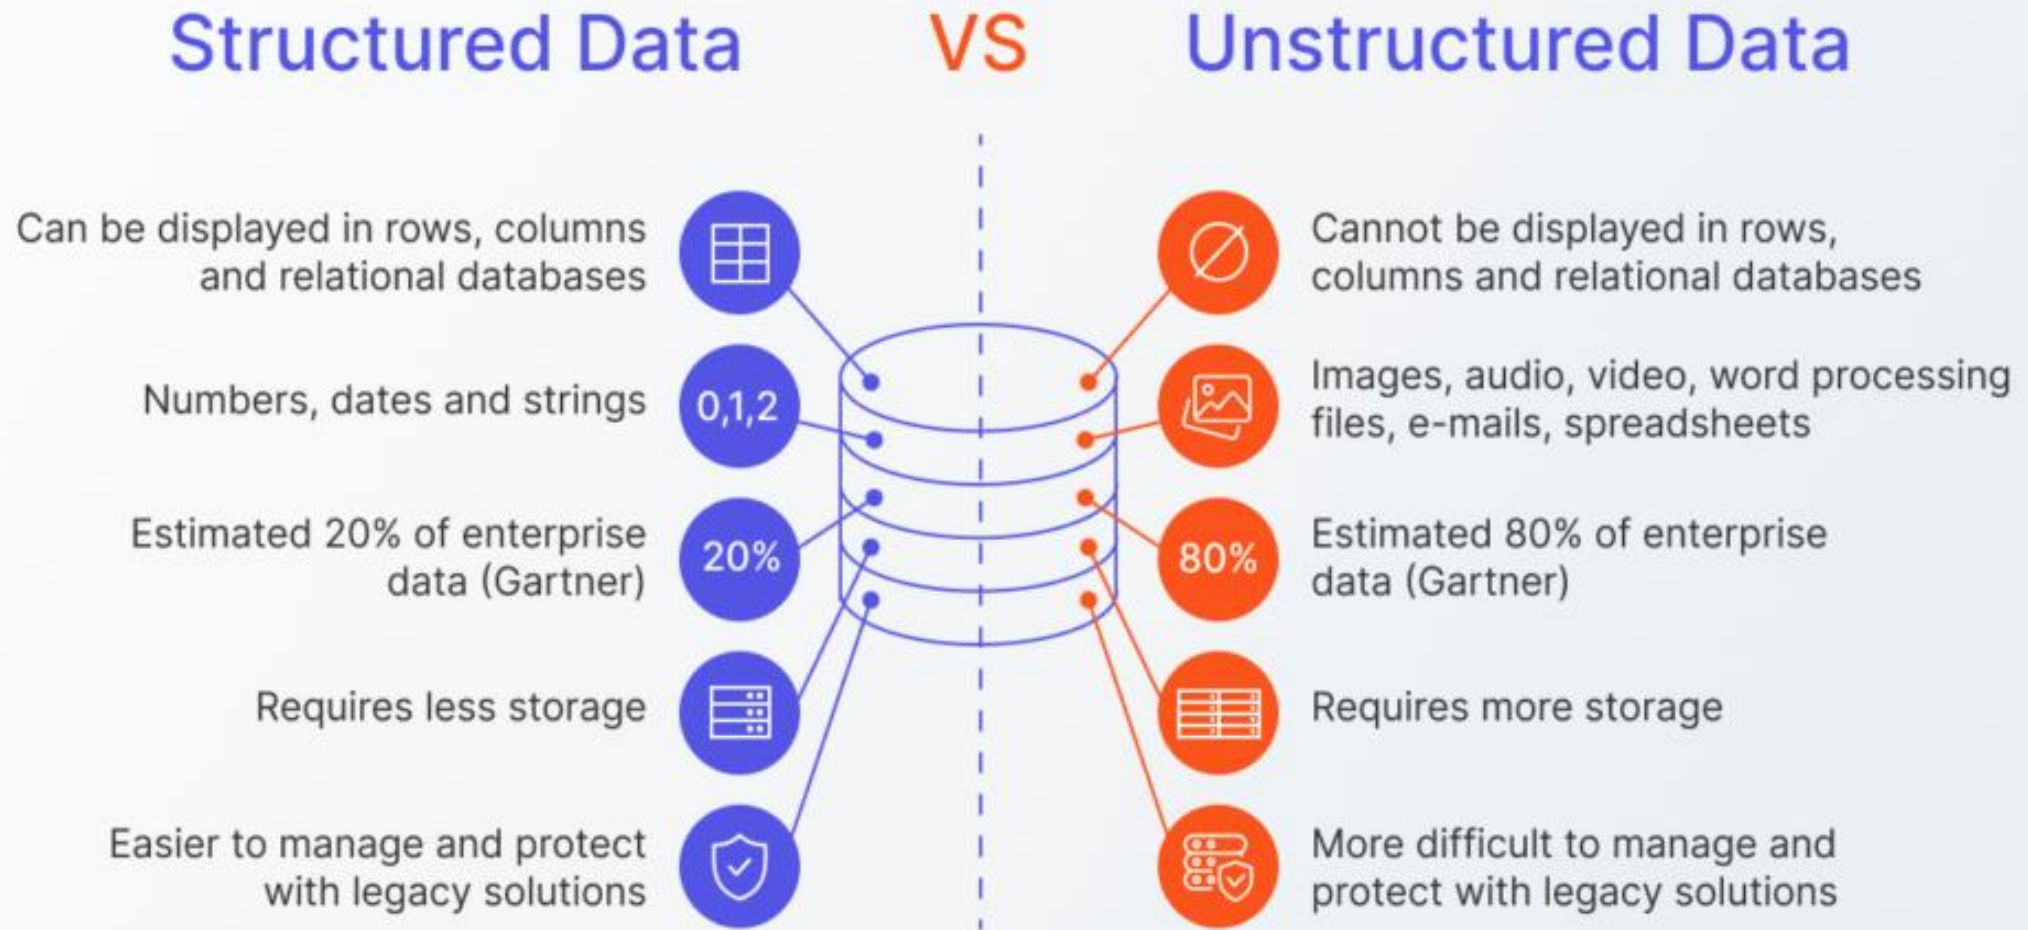 Structured Data VS Unstructured Data
Can be displayed in rows, columns
and relational databases
Numbers, dates and strings
0,1,2
Estimated 20% of enterprise
data (Gartner)
20%
Requires less storage
Easier to manage and protect
with legacy solutions
Cannot be displayed in rows,
columns and relational databases
Images, audio, video, word processing
files, e-mails, spreadsheets
80%
Estimated 80% of enterprise
data (Gartner)
Requires more storage
More difficult to manage and
protect with legacy solutions